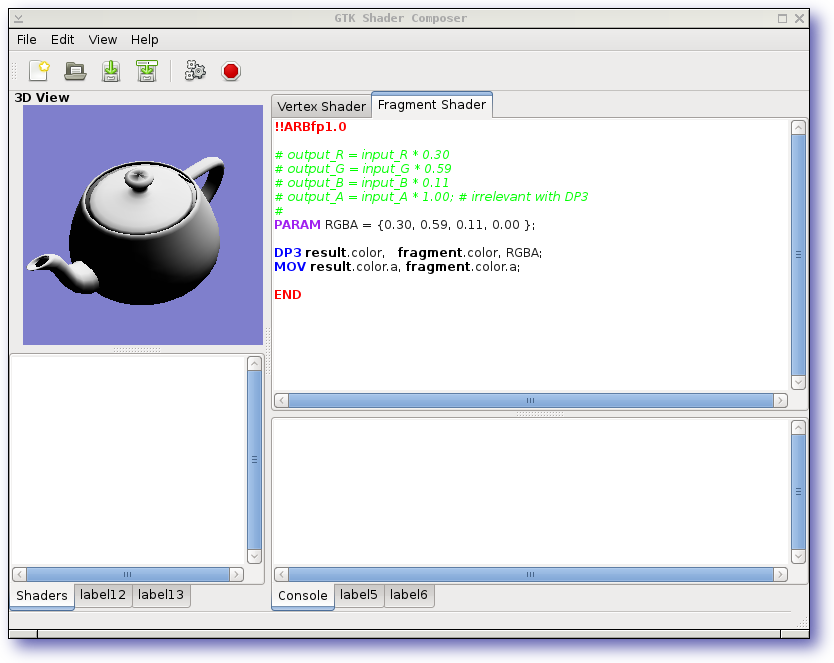 GTK Shader Composer
File Edit View Help
3D View
Vertex Shader Fragment Shader
!!ARBfp1.0
# output_R = input_R * 0.30
# output_G = input_G * 0.59
# output_B = input_B * 0.11
# output_A = input_A * 1.00; # irrelevant with DP3
#
PARAM RGBA = {0.30, 0.59, 0.11, 0.00 };
DP3 result.color, fragment.color, RGBA;
MOV result.color.a, fragment.color.a;
END
Shaders label12 label13
Console label5 label6